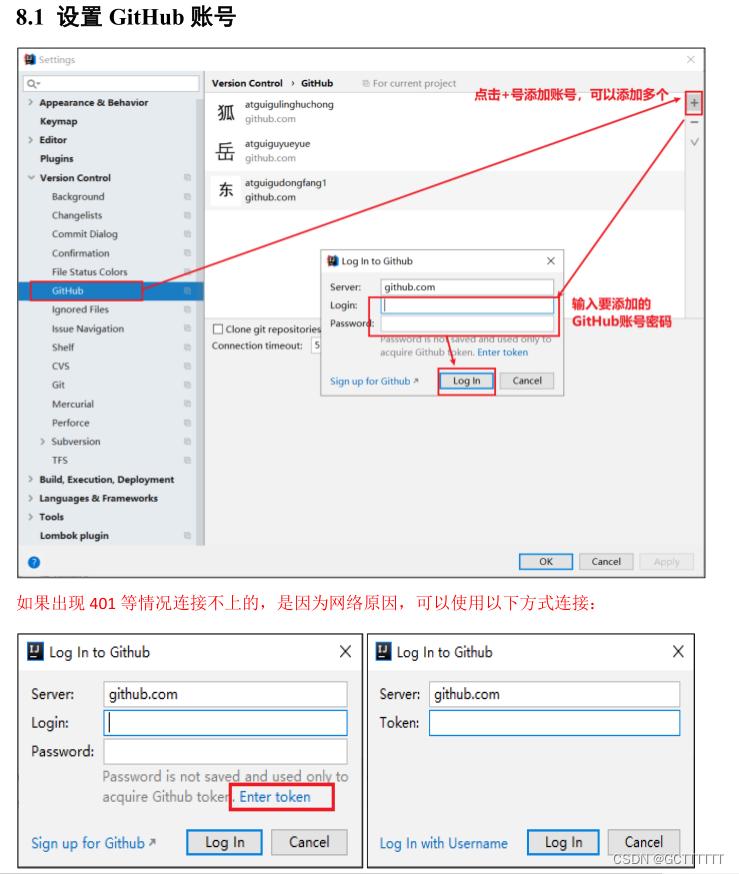 8.1 设置 GitHub 账号
Settings
Version Control › GitHub
For current project
点击+号添加账号，可以添加多个
Appearance & Behavior
Keymap
Editor
Plugins
Version Control
Background
Changelists
Commit Dialog
Confirmation
File Status Colors
GitHub
Ignored Files
Issue Navigation
Shelf
CVS
Git
Mercurial
Perforce
Subversion
TFS
Build, Execution, Deployment
Languages & Frameworks
Tools
Lombok plugin
狐
atguigulinghuchong
github.com
岳
atguiguyueyue
github.com
东
atguigudongfang1
github.com
Clone git repositories
Connection timeout: 5
Log In to Github
Server: github.com
Login:
Password:
Password is not saved and used only to
acquire Github token. Enter token
Sign up for Github ↗
Log In
Cancel
输入要添加的
GitHub账号密码
?
OK
Cancel
Apply
如果出现 401 等情况连接不上的，是因为网络原因，可以使用以下方式连接：
Log In to Github
Server: github.com
Login:
Password:
Password is not saved and used only to
acquire Github token. Enter token
Sign up for Github ↗
Log In
Cancel
Log In to Github
Server: github.com
Token:
Log In with Username
Log In
Cancel
CSDN @GCTTTTTT